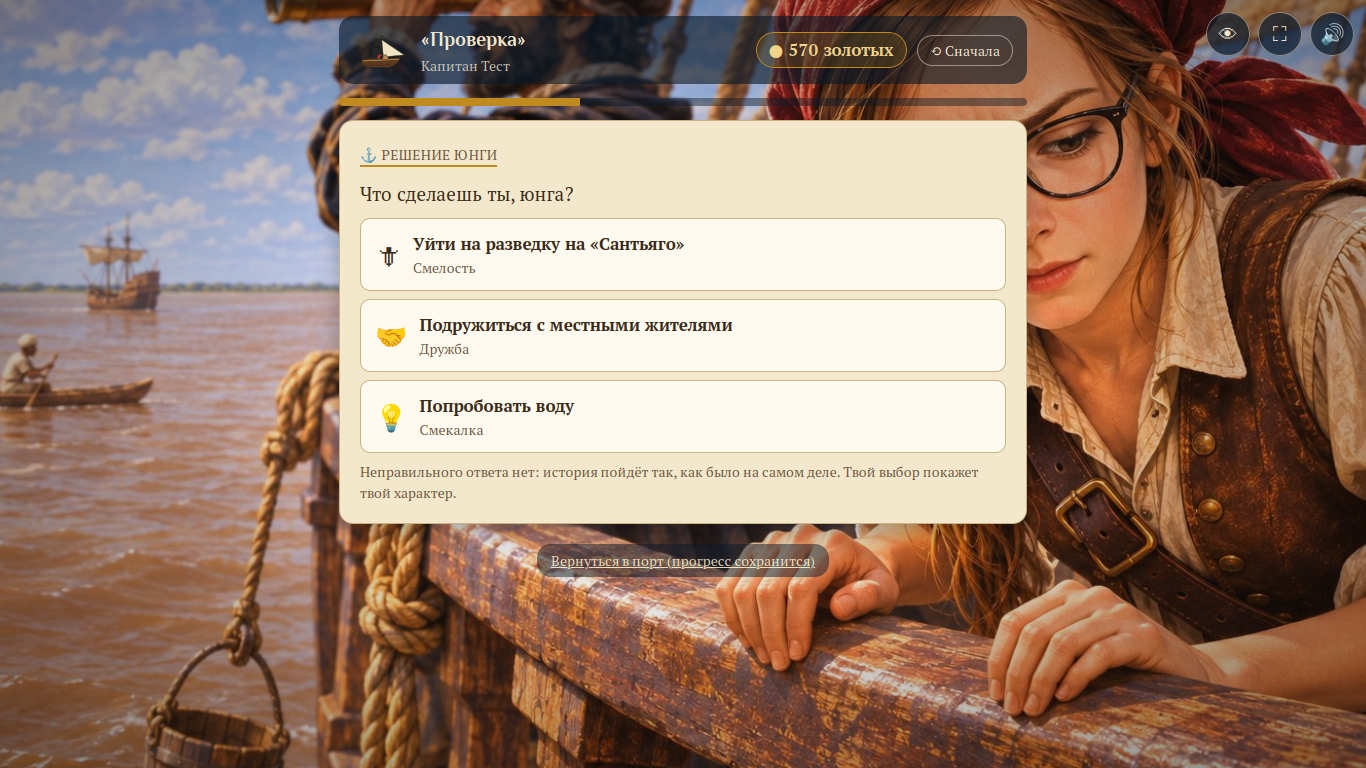 «Проверка»
Капитан Тест
570 золотых
⟲ Сначала
⚓ РЕШЕНИЕ ЮНГИ
Что сделаешь ты, юнга?
Уйти на разведку на «Сантьяго»
Смелость
Подружиться с местными жителями
Дружба
Попробовать воду
Смекалка
Неправильного ответа нет: история пойдёт так, как было на самом деле. Твой выбор покажет
твой характер.
Вернуться в порт (прогресс сохранится)